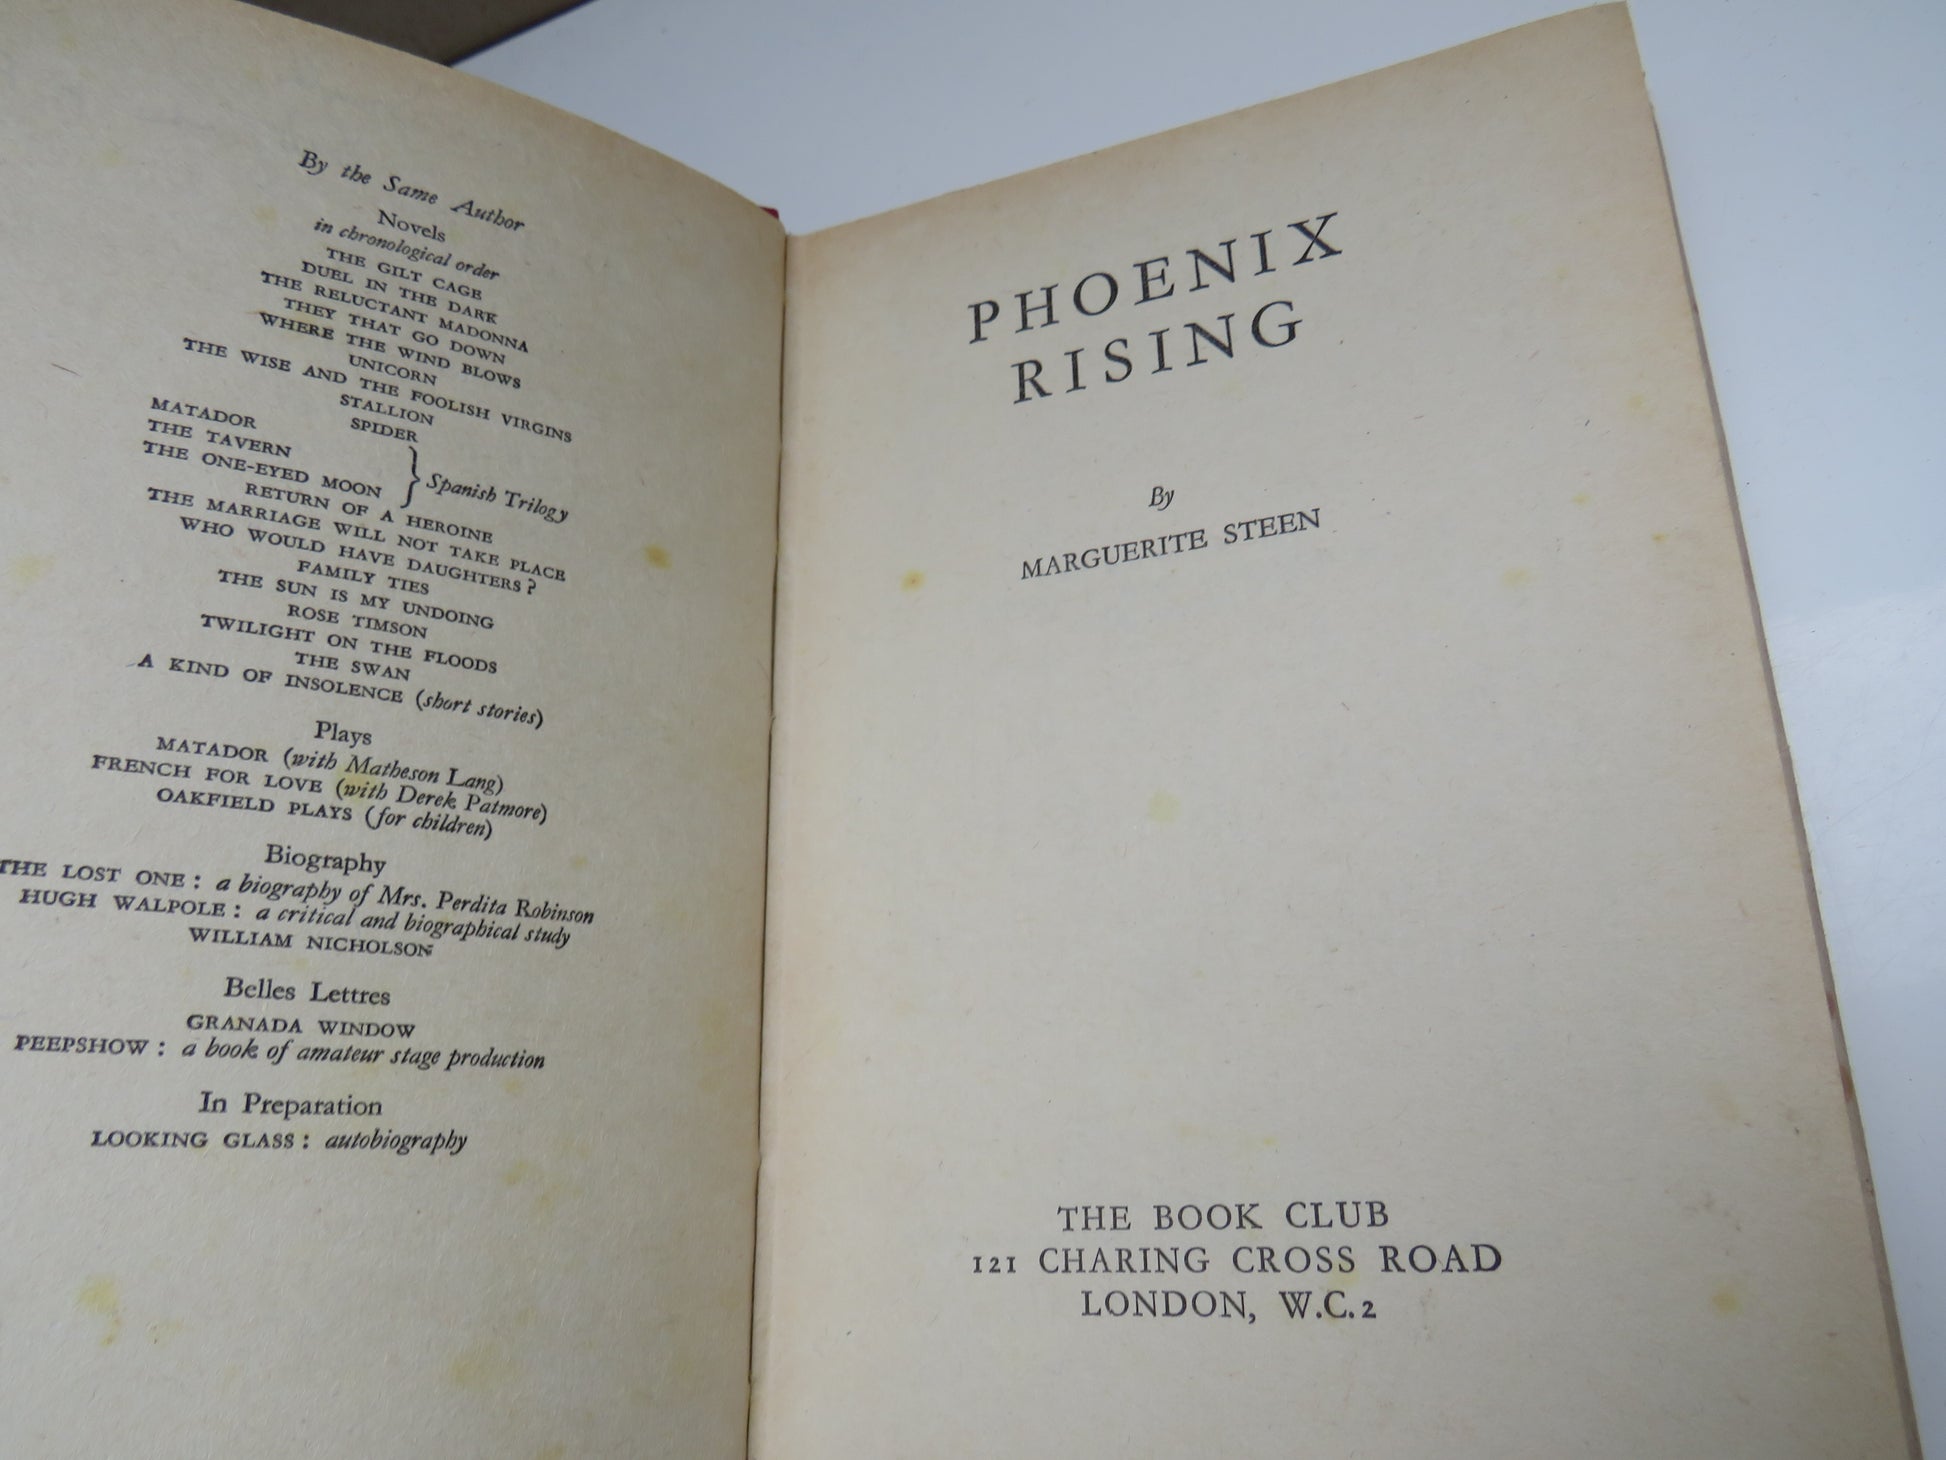 By the Same Author
Novels
in chronological order
THE GILT CAGE
DUEL IN THE DARK
THE RELUCTANT MADONNA
THEY THAT GO DOWN
WHERE THE WIND BLOWS
UNICORN
THE WISE AND THE FOOLISH VIRGINS
STALLION
SPIDER
MATADOR
THE TAVERN
THE ONE-EYED MOON } Spanish Trilogy
RETURN OF A HEROINE
THE MARRIAGE WILL NOT TAKE PLACE
WHO WOULD HAVE DAUGHTERS?
FAMILY TIES
THE SUN IS MY UNDOING
ROSE TIMSON
TWILIGHT ON THE FLOODS
THE SWAN
A KIND OF INSOLENCE (short stories)
Plays
MATADOR (with Matheson Lang)
FRENCH FOR LOVE (with Derek Patmore)
OAKFIELD PLAYS (for children)
Biography
THE LOST ONE: a biography of Mrs. Perdita Robinson
HUGH WALPOLE: a critical and biographical study
WILLIAM NICHOLSON
Belles Lettres
GRANADA WINDOW
PEEPSHOW: a book of amateur stage production
In Preparation
LOOKING GLASS: autobiography
PHOENIX
RISING
By
MARGUERITE STEEN
THE BOOK CLUB
121 CHARING CROSS ROAD
LONDON, W.C.2